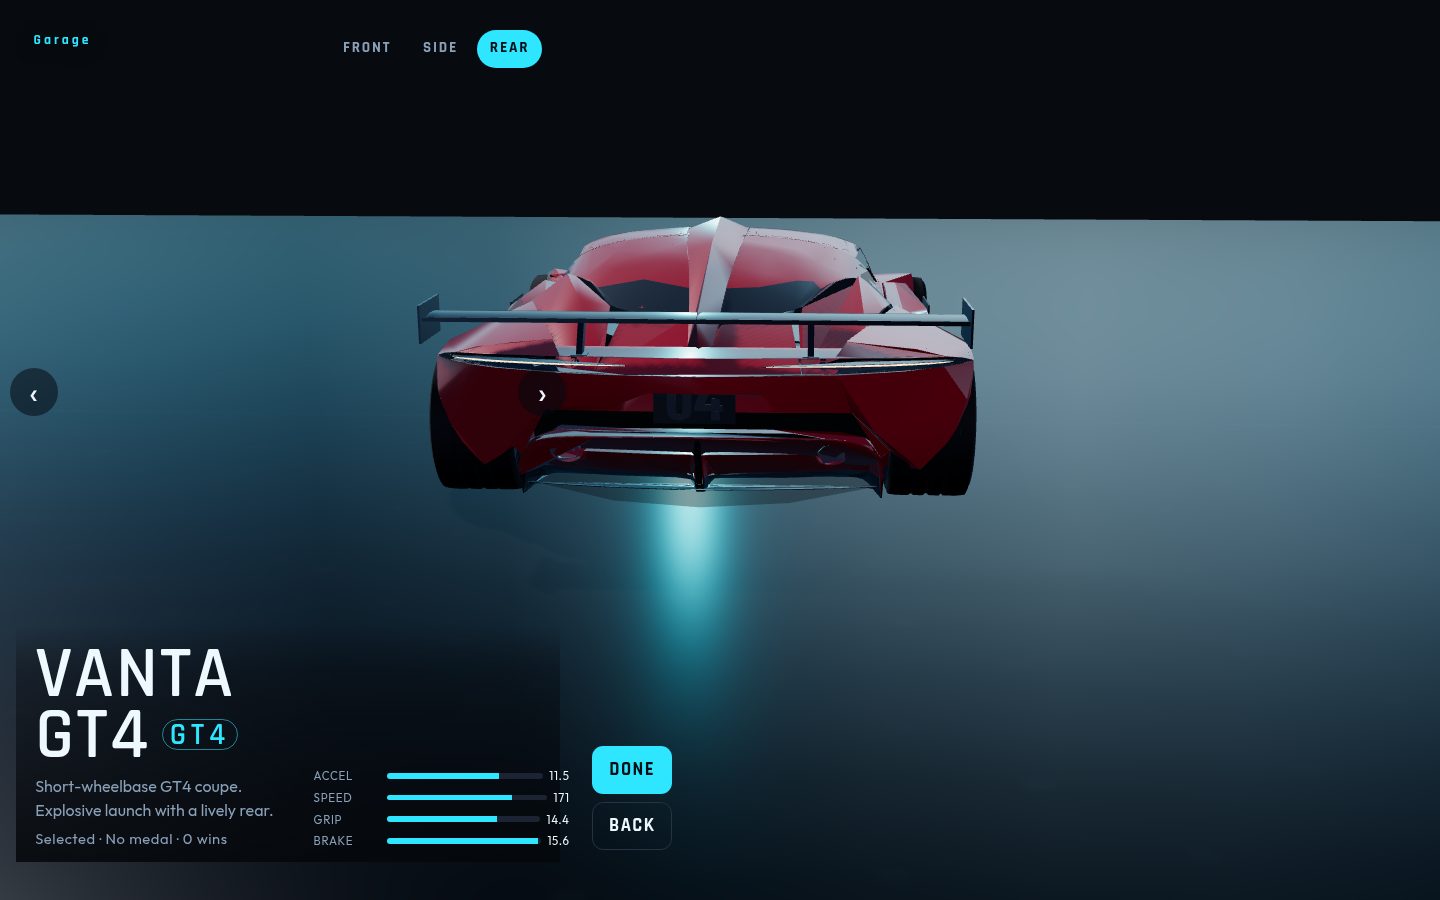 Garage
FRONT SIDE REAR
‹ ›
04
VANTA
GT4 GT4
Short-wheelbase GT4 coupe.
Explosive launch with a lively rear.
Selected · No medal · 0 wins
ACCEL 11.5
SPEED 171
GRIP 14.4
BRAKE 15.6
DONE
BACK